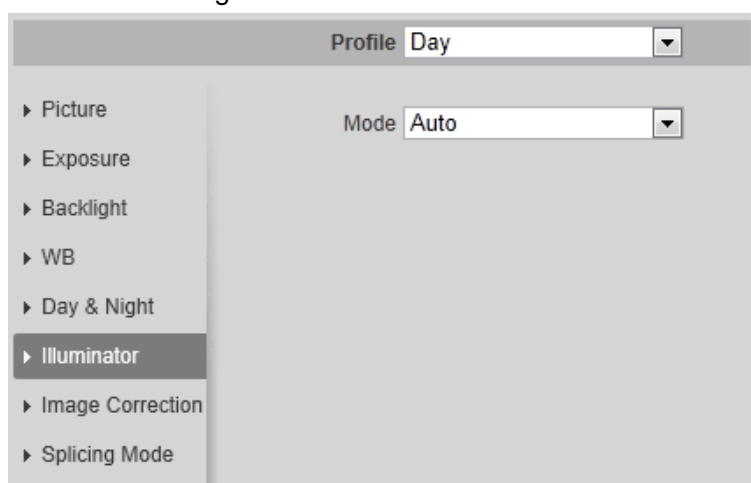 Profile Day
Mode Auto
Picture
Exposure
Backlight
WB
Day & Night
Illuminator
Image Correction
Splicing Mode